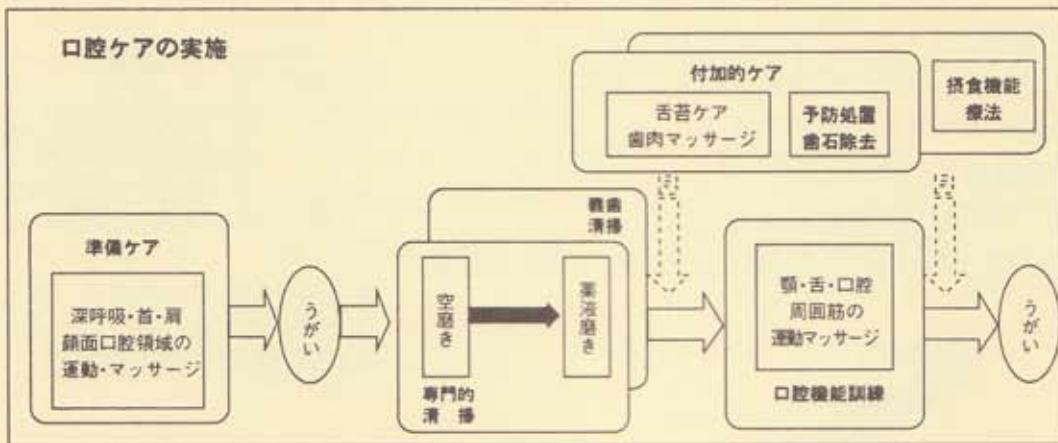 口腔ケアの実施
付加的ケア
舌苔ケア
歯肉マッサージ
予防処置
歯石除去
摂食機能
療法
準備ケア
深呼吸・首・肩
顔面口腔領域の
運動・マッサージ
うがい
義歯
清掃
空磨き
薬液磨き
専門的
清 掃
顎・舌・口腔
周囲筋の
運動マッサージ
口腔機能訓練
うがい